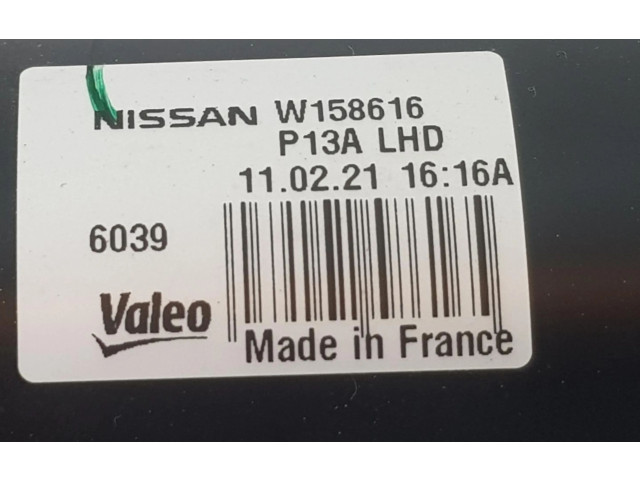 NISSAN W158616
P13A LHD
11.02.21 16:16A
6039
Valeo
Made in France